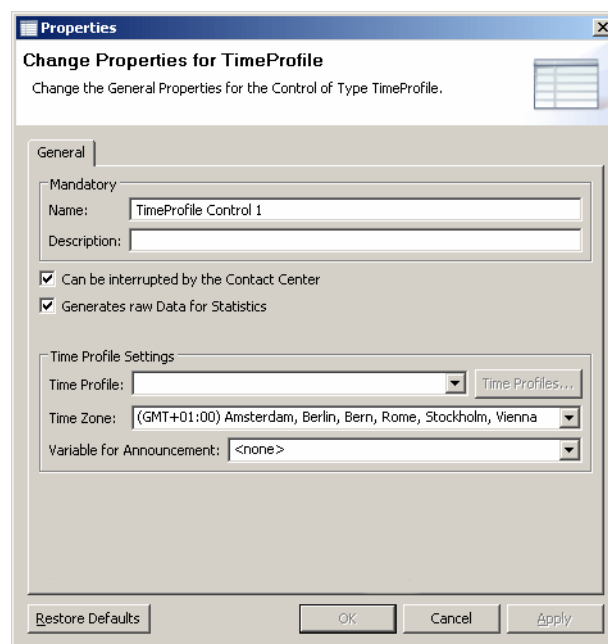 Properties
Change Properties for TimeProfile
Change the General Properties for the Control of Type TimeProfile.
General
Mandatory
Name: TimeProfile Control 1
Description:
Can be interrupted by the Contact Center
Generates raw Data for Statistics
Time Profile Settings
Time Profile: Time Profiles...
Time Zone: (GMT+01:00) Amsterdam, Berlin, Bern, Rome, Stockholm, Vienna
Variable for Announcement: <none>
Restore Defaults OK Cancel Apply